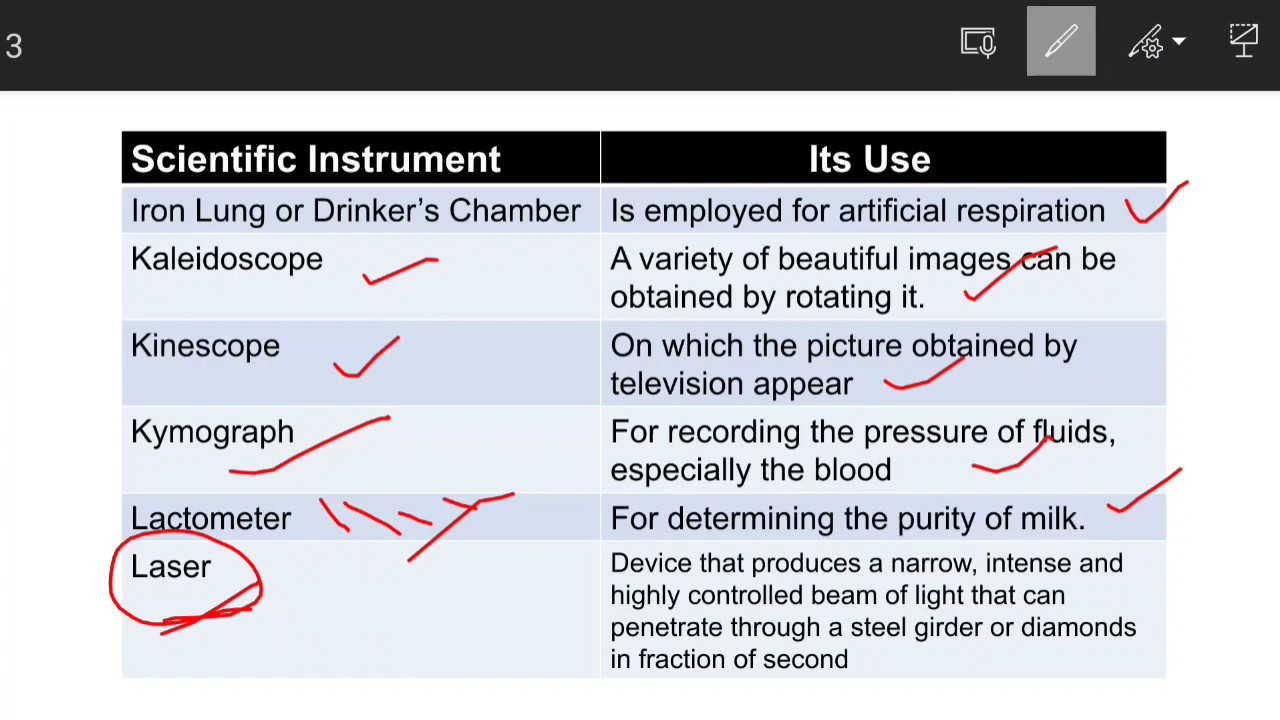 3
Scientific Instrument
Its Use
Iron Lung or Drinker's Chamber
Is employed for artificial respiration
Kaleidoscope
A variety of beautiful images can be
obtained by rotating it.
Kinescope
On which the picture obtained by
television appear
Kymograph
For recording the pressure of fluids,
especially the blood
Lactometer
For determining the purity of milk.
Laser
Device that produces a narrow, intense and
highly controlled beam of light that can
penetrate through a steel girder or diamonds
in fraction of second